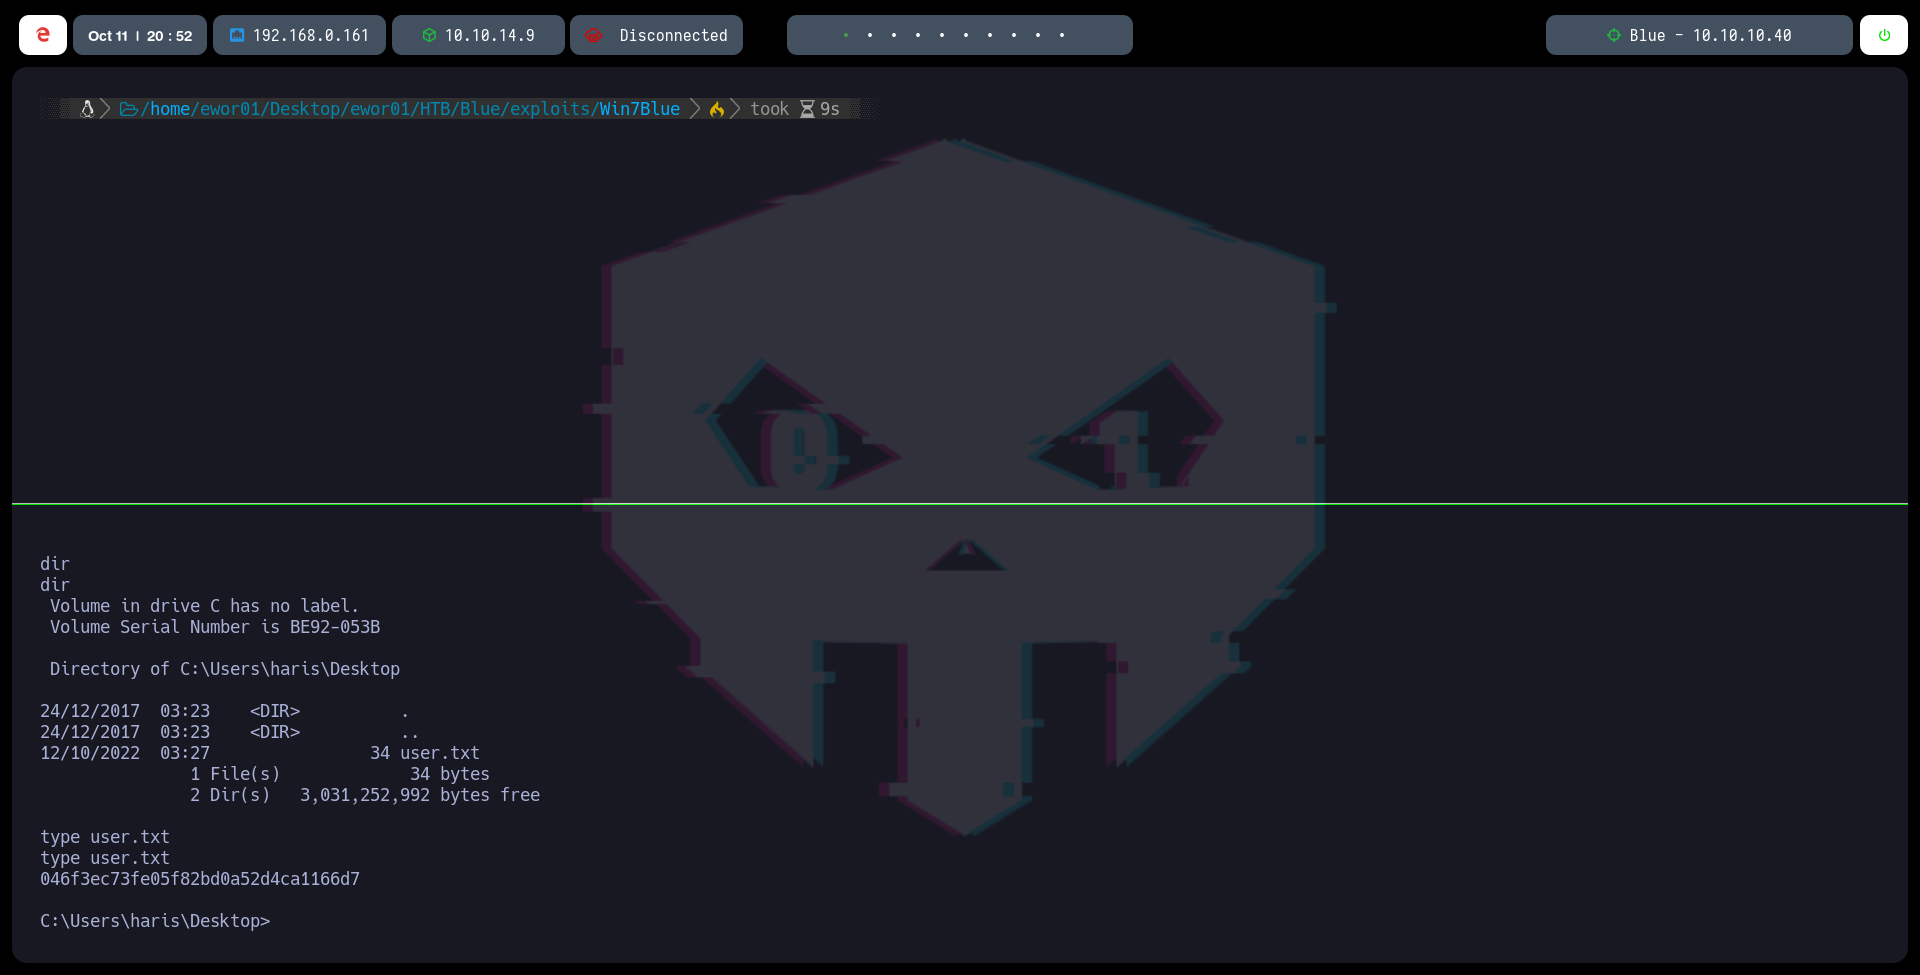 Oct 11 | 20 : 52
192.168.0.161
10.10.14.9
Disconnected
Blue - 10.10.10.40
/home/ewor01/Desktop/ewor01/HTB/Blue/exploits/Win7Blue took 9s
0 1
dir
dir
Volume in drive C has no label.
Volume Serial Number is BE92-053B
Directory of C:\Users\haris\Desktop
24/12/2017  03:23    <DIR>          .
24/12/2017  03:23    <DIR>          ..
12/10/2022  03:27                34 user.txt
1 File(s)             34 bytes
2 Dir(s)   3,031,252,992 bytes free
type user.txt
type user.txt
046f3ec73fe05f82bd0a52d4ca1166d7
C:\Users\haris\Desktop>